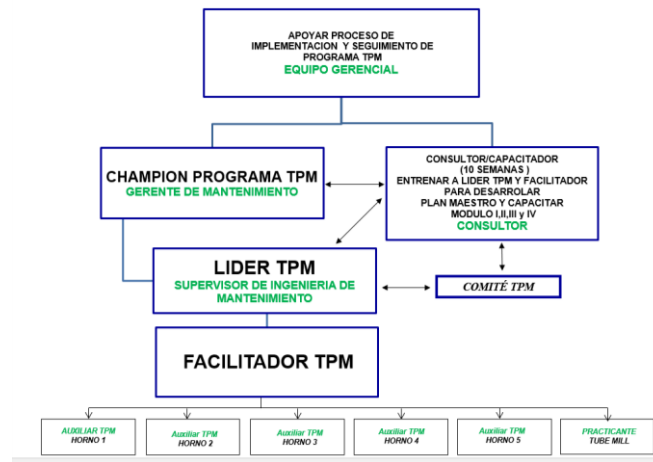 APOYAR PROCESO DE
IMPLEMENTACION Y SEGUIMIENTO DE
PROGRAMA TPM
EQUIPO GERENCIAL
CHAMPION PROGRAMA TPM
GERENTE DE MANTENIMIENTO
CONSULTOR/CAPACITADOR
(10 SEMANAS )
ENTRENAR A LIDER TPM Y FACILITADOR
PARA DESARROLAR
PLAN MAESTRO Y CAPACITAR
MODULO I,II,III y IV
CONSULTOR
LIDER TPM
SUPERVISOR DE INGENIERIA DE
MANTENIMIENTO
COMITÉ TPM
FACILITADOR TPM
AUXILIAR TPM
HORNO 1
Auxiliar TPM
HORNO 2
Auxiliar TPM
HORNO 3
Auxiliar TPM
HORNO 4
Auxiliar TPM
HORNO 5
PRACTICANTE
TUBE MILL